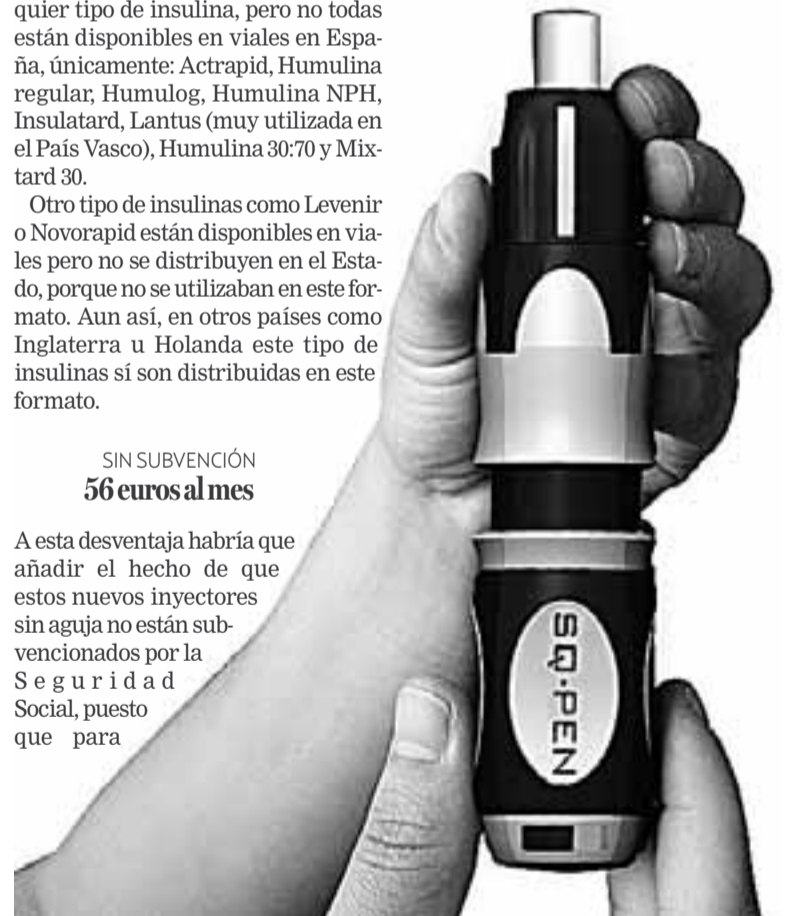 quier tipo de insulina, pero no todas
están disponibles en viales en Espa-
ña, únicamente: Actrapid, Humulina
regular, Humulog, Humulina NPH,
Insulatard, Lantus (muy utilizada en
el País Vasco), Humulina 30:70 y Mix-
tard 30.
Otro tipo de insulinas como Levenir
o Novorapid están disponibles en via-
les pero no se distribuyen en el Esta-
do, porque no se utilizaban en este for-
mato. Aun así, en otros países como
Inglaterra u Holanda este tipo de
insulinas sí son distribuidas en este
formato.
SIN SUBVENCIÓN
56 euros al mes
A esta desventaja habría que
añadir el hecho de que
estos nuevos inyectores
sin aguja no están sub-
vencionados por la
Seguridad
Social, puesto
que para
SQ·PEN